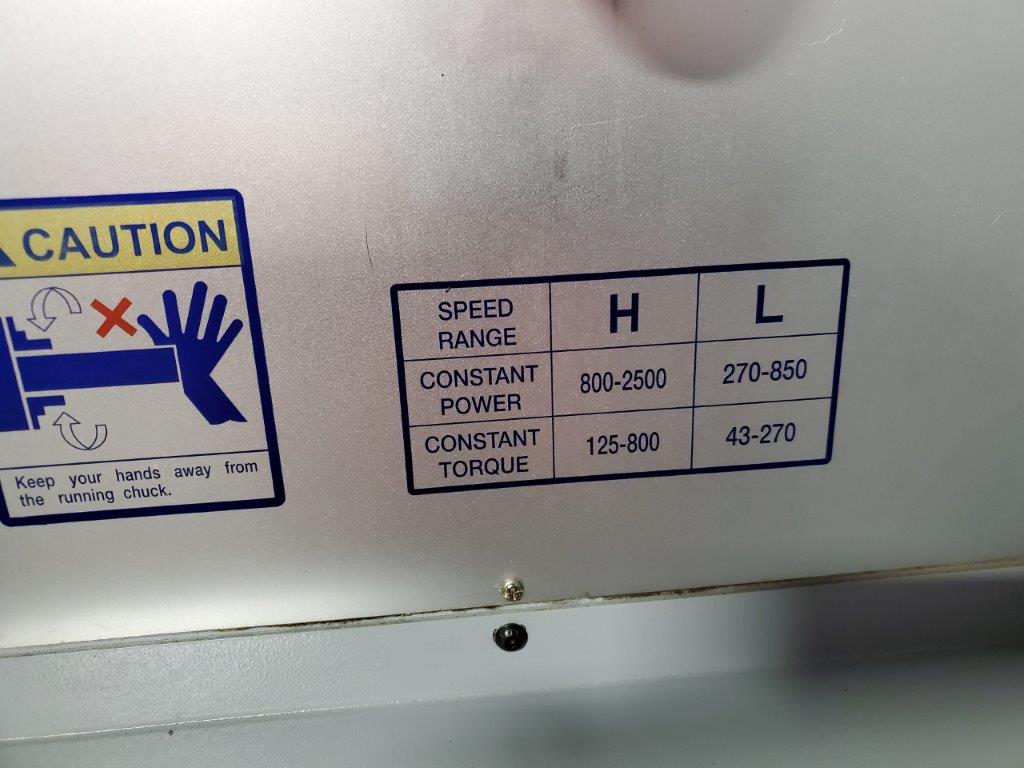 CAUTION
Keep your hands away from
the running chuck.
SPEED
RANGE
H
L
CONSTANT
POWER
800-2500
270-850
CONSTANT
TORQUE
125-800
43-270